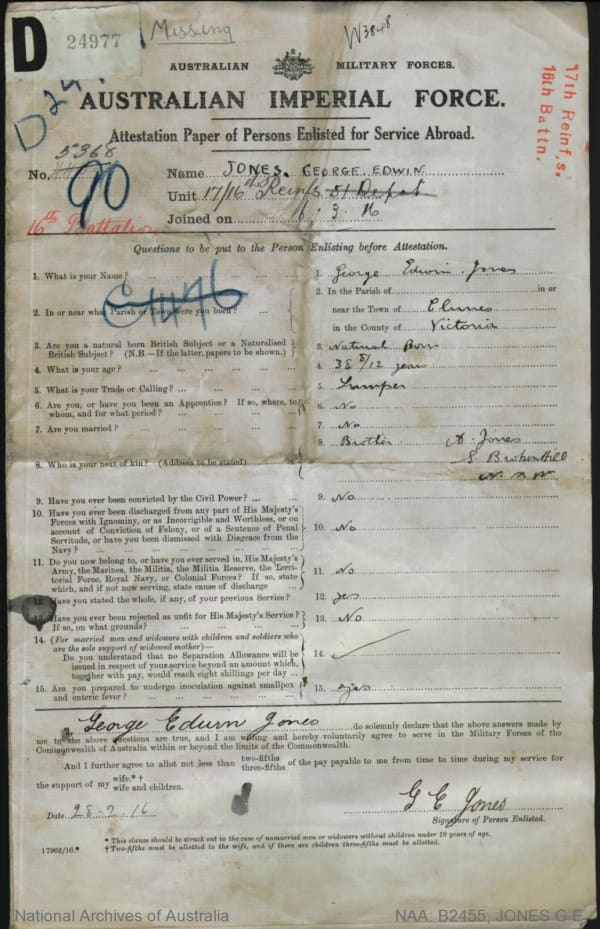 D
24977
Missing
W3848
AUSTRALIAN MILITARY FORCES.
AUSTRALIAN IMPERIAL FORCE.
17th Reinf,s.
16th Battn.
Attestation Paper of Persons Enlisted for Service Abroad.
5368
No.
90
Name JONES. GEORGE EDWIN
Unit 17/16th Reinfs 51 Depot
16th Battalion
Joined on 6. 3. 16
Questions to be put to the Person Enlisting before Attestation.
1. What is your Name? 1. George Edwin Jones
2. In or near what Parish or Town were you born? 2. In the Parish of in or
near the Town of Clunes
in the County of Victoria
3. Are you a natural born British Subject or a Naturalised
British Subject? (N.B.—If the latter, papers to be shown.) 3. Natural Born
4. What is your age? 4. 38 5/12 years
5. What is your Trade or Calling? 5. Lumper
6. Are you, or have you been an Apprentice? If so, where, to
whom, and for what period? 6. No
7. Are you married? 7. No
8. Who is your next of kin? (Address to be stated) 8 Brother A. Jones
S. Broken Hill
N. S. W.
9. Have you ever been convicted by the Civil Power? 9. No
10. Have you ever been discharged from any part of His Majesty's
Forces with Ignominy, or as Incorrigible and Worthless, or on
account of Conviction of Felony, or of a Sentence of Penal
Servitude, or have you been dismissed with Disgrace from the
Navy? 10. No
11. Do you now belong to, or have you ever served in, His Majesty's
Army, the Marines, the Militia, the Militia Reserve, the Terri-
torial Force, Royal Navy, or Colonial Forces? If so, state
which, and if not now serving, state cause of discharge 11. No
12. Have you stated the whole, if any, of your previous Service? 12. yes
13. Have you ever been rejected as unfit for His Majesty's Service?
If so, on what grounds? 13. No
14. (For married men and widowers with children and soldiers who
are the sole support of widowed mother)—
Do you understand that no Separation Allowance will be
issued in respect of your service beyond an amount which,
together with pay, would reach eight shillings per day 14.
15. Are you prepared to undergo inoculation against smallpox
and enteric fever? 15. yes
I George Edwin Jones do solemnly declare that the above answers made by
me to the above questions are true, and I am willing and hereby voluntarily agree to serve in the Military Forces of the
Commonwealth of Australia within or beyond the limits of the Commonwealth.
And I further agree to allot not less than two-fifths three-fifths of the pay payable to me from time to time during my service for
the support of my wife.*† wife and children.
G E Jones
Date 28-2.16 Signature of Person Enlisted.
* This clause should be struck out in the case of unmarried men or widowers without children under 18 years of age.
17902/16.* † Two-fifths must be allotted to the wife, and if there are children three-fifths must be allotted.
National Archives of Australia NAA: B2455, JONES G E